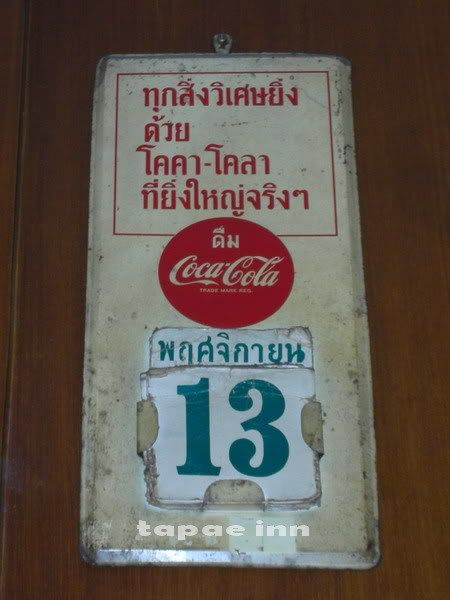 ทุกสิ่งวิเศษยิ่ง
ด้วย
โคคา-โคลา
ที่ยิ่งใหญ่จริงๆ
ดื่ม
Coca-Cola
TRADE MARK REG.
พฤศจิกายน
13
tapae inn